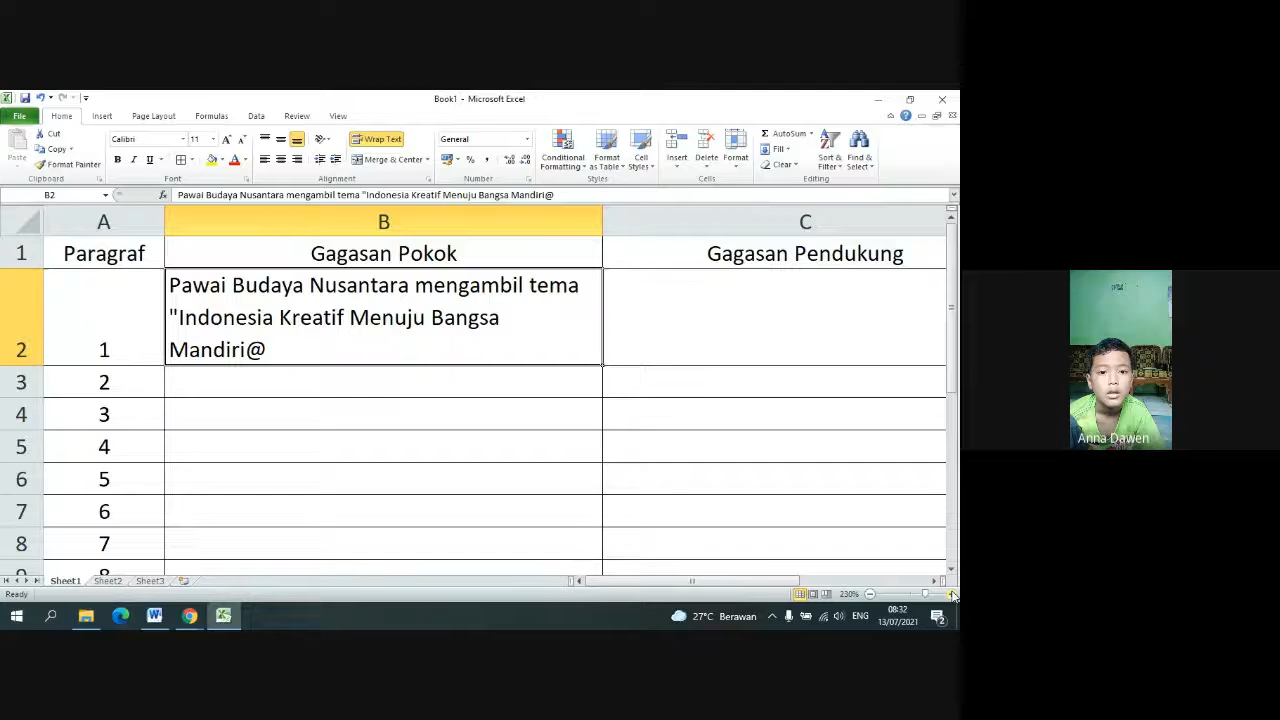 Book1 - Microsoft Excel
File Home Insert Page Layout Formulas Data Review View
Cut
Copy
Format Painter
Paste
Calibri 11
B I U
Wrap Text
Merge & Center
General
Conditional Formatting
Format as Table
Cell Styles
Insert Delete Format
AutoSum
Fill
Clear
Sort & Filter
Find & Select
Clipboard Font Alignment Number Styles Cells Editing
B2 fx Pawai Budaya Nusantara mengambil tema "Indonesia Kreatif Menuju Bangsa Mandiri@
A B C
1 Paragraf Gagasan Pokok Gagasan Pendukung
Pawai Budaya Nusantara mengambil tema
"Indonesia Kreatif Menuju Bangsa
2 1 Mandiri@
3 2
4 3
5 4
6 5
7 6
8 7
9 8
Sheet1 Sheet2 Sheet3
Ready 230%
27°C Berawan ENG 08:32
13/07/2021 2
Anna Dawen